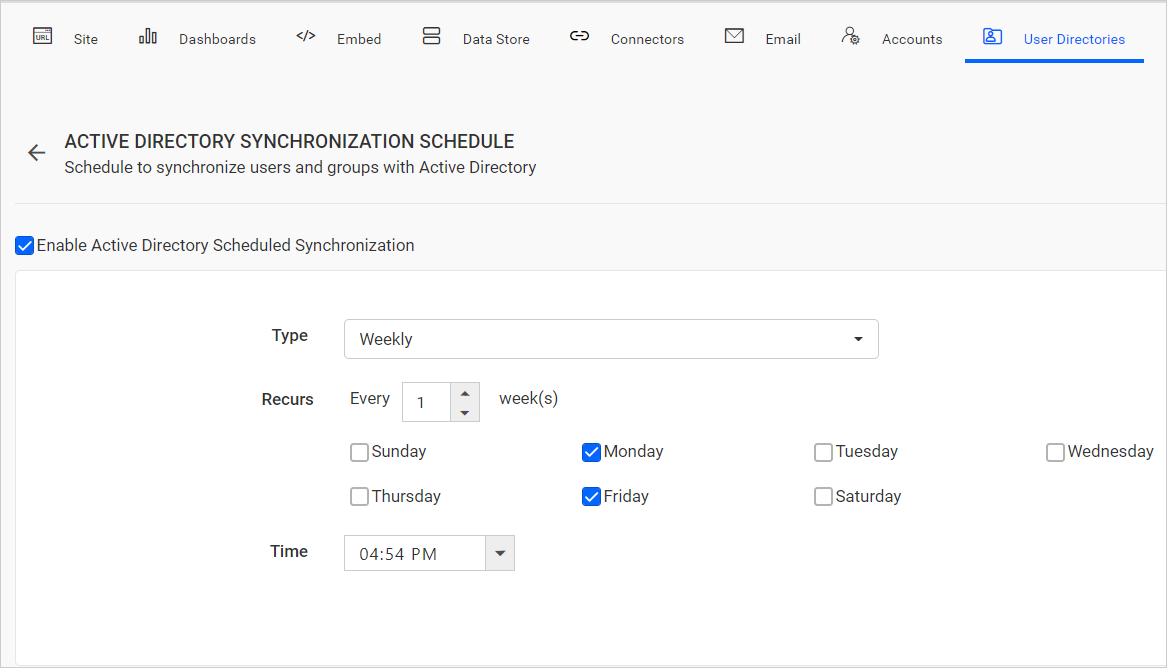 URL Site Dashboards </> Embed Data Store Connectors Email Accounts User Directories
ACTIVE DIRECTORY SYNCHRONIZATION SCHEDULE
Schedule to synchronize users and groups with Active Directory
Enable Active Directory Scheduled Synchronization
Type Weekly
Recurs Every 1 week(s)
Sunday Monday Tuesday Wednesday
Thursday Friday Saturday
Time 04:54 PM